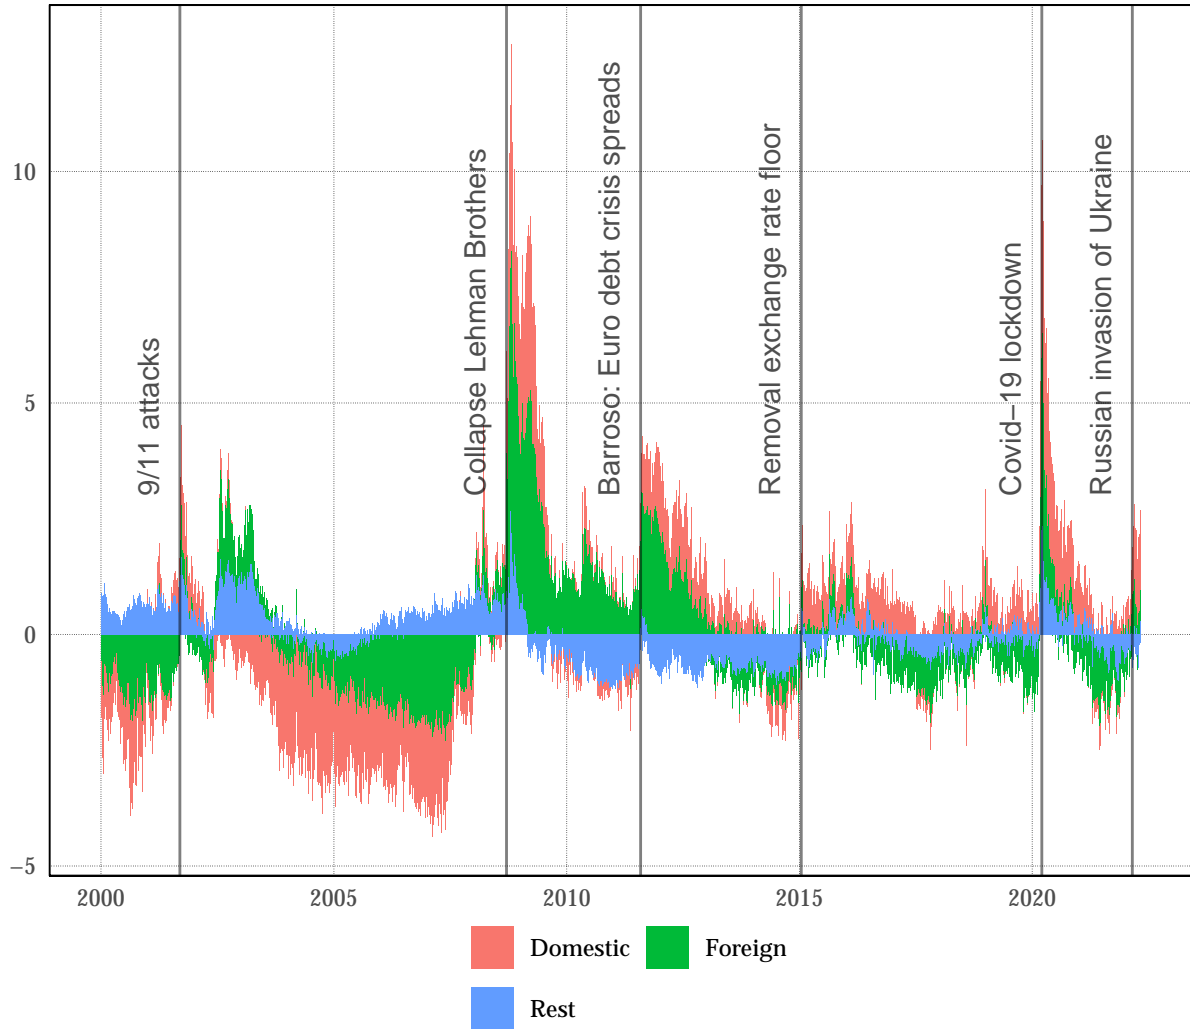 10
5
0
−5
9/11 attacks
Collapse Lehman Brothers
Barroso: Euro debt crisis spreads
Removal exchange rate floor
Covid−19 lockdown
Russian invasion of Ukraine
2000
2005
2010
2015
2020
Domestic
Foreign
Rest